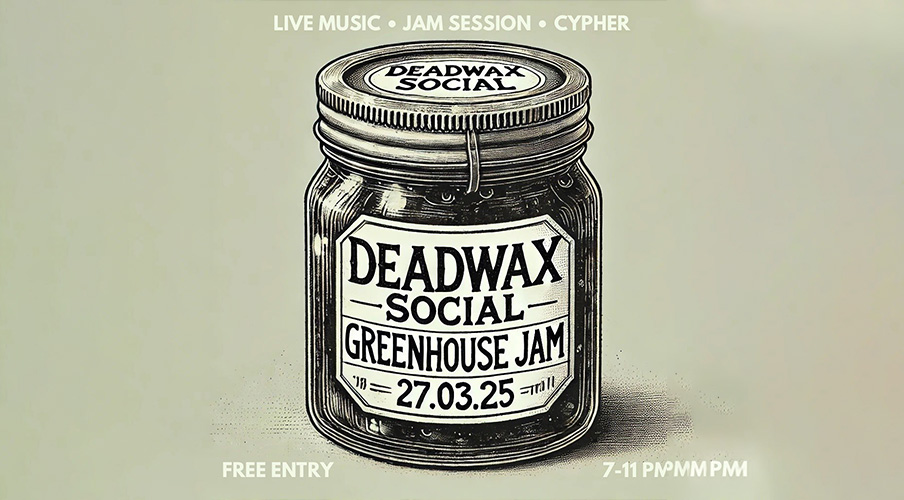 LIVE MUSIC • JAM SESSION • CYPHER
DEADWAX
SOCIAL
DEADWAX
SOCIAL
GREENHOUSE JAM
27.03.25
FREE ENTRY
7-11 PM